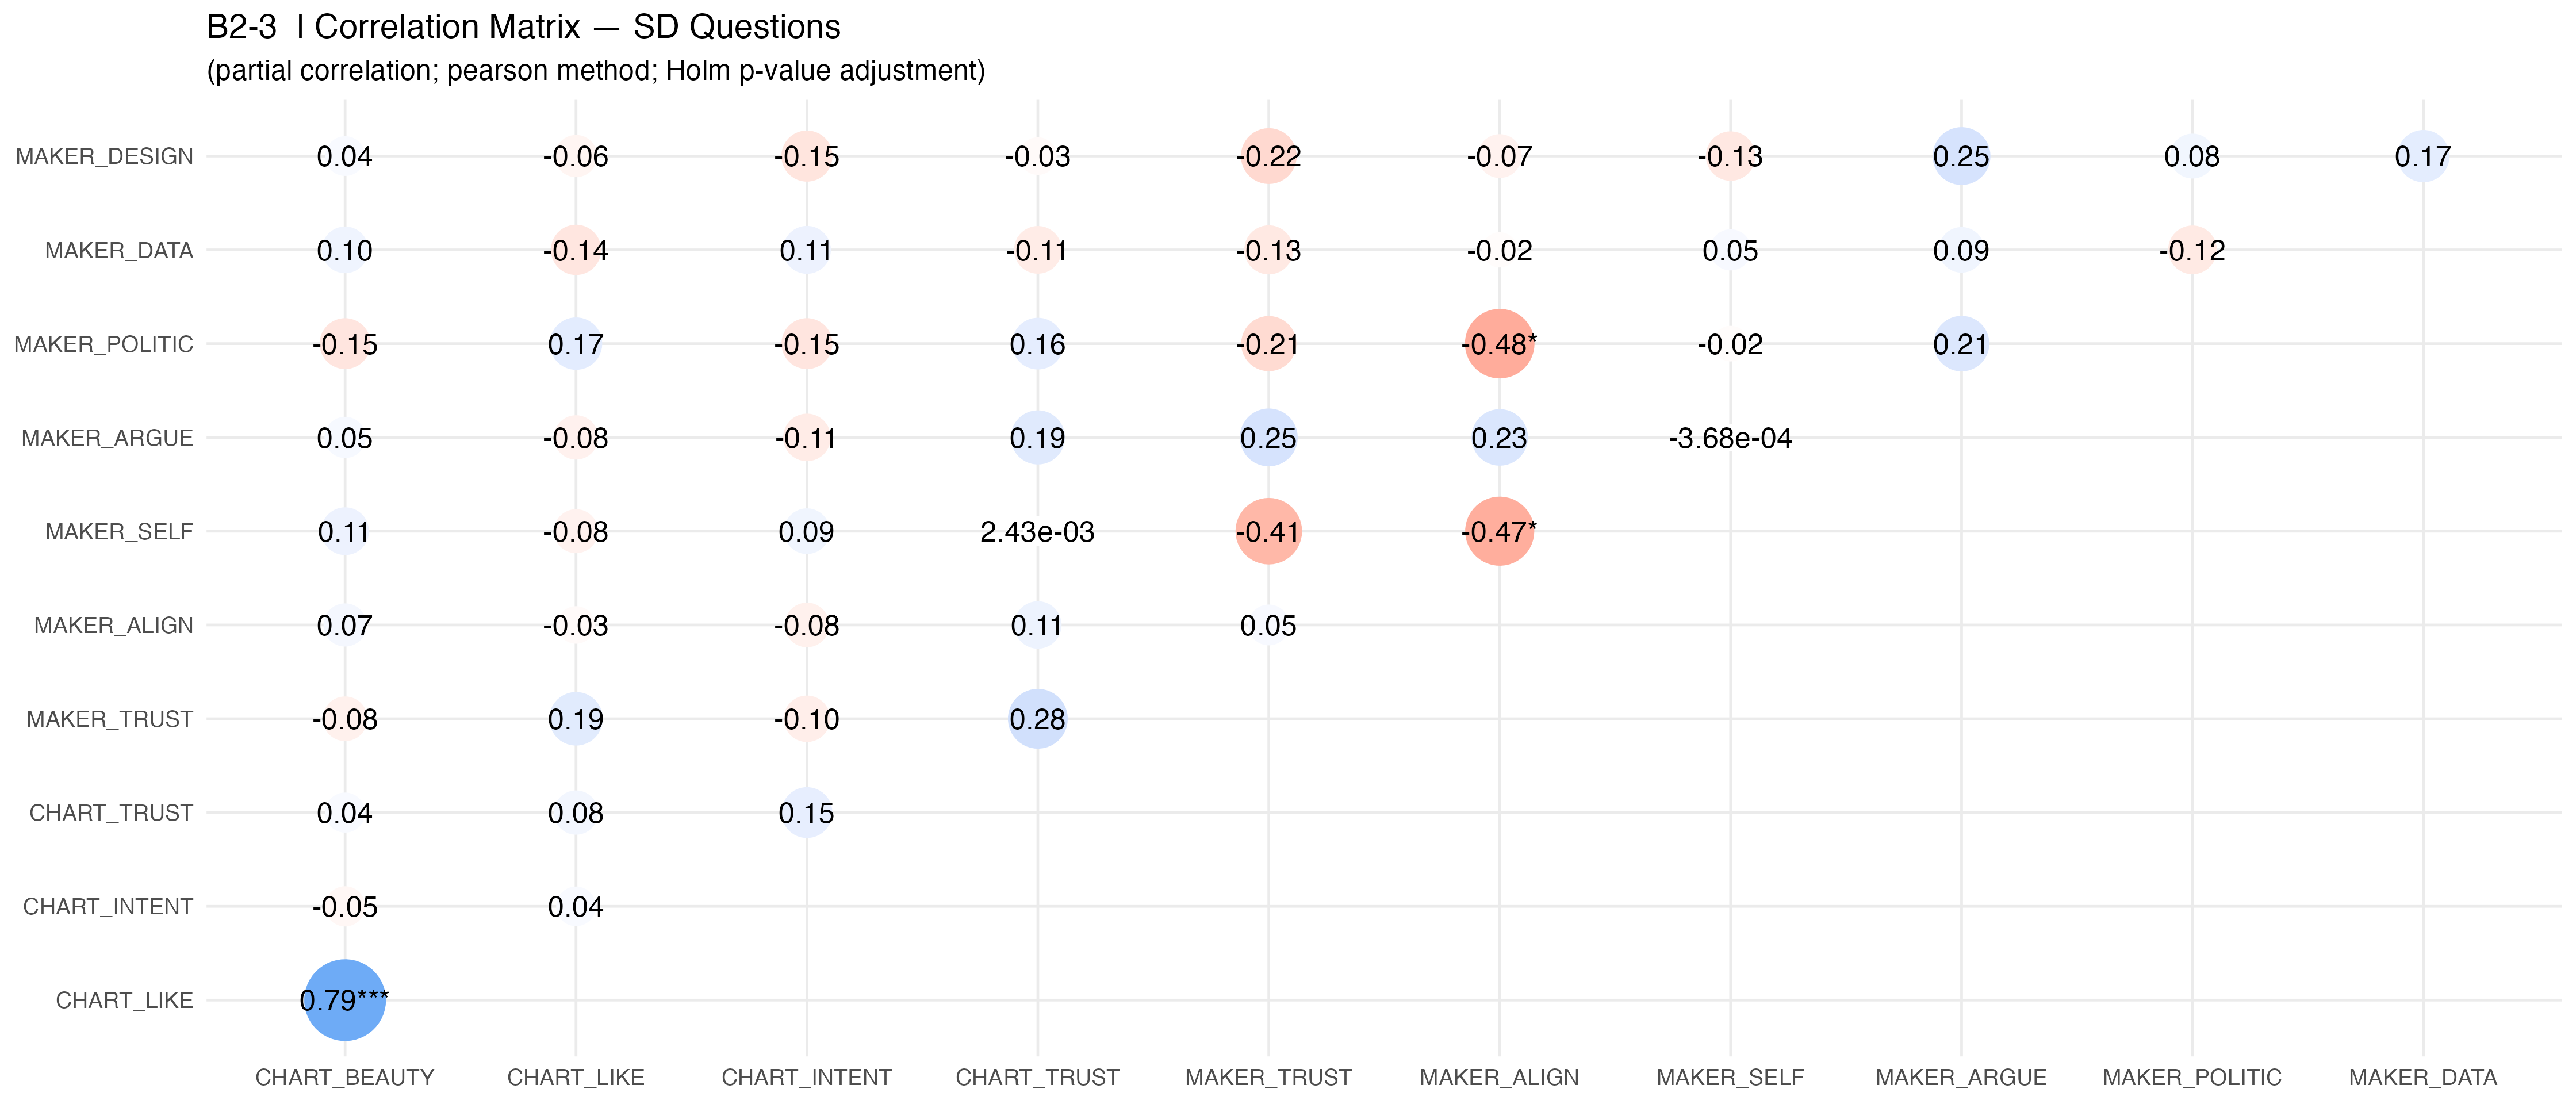 B2-3 | Correlation Matrix — SD Questions
(partial correlation; pearson method; Holm p-value adjustment)
MAKER_DESIGN 0.04 -0.06 -0.15 -0.03 -0.22 -0.07 -0.13 0.25 0.08 0.17
MAKER_DATA 0.10 -0.14 0.11 -0.11 -0.13 -0.02 0.05 0.09 -0.12
MAKER_POLITIC -0.15 0.17 -0.15 0.16 -0.21 -0.48* -0.02 0.21
MAKER_ARGUE 0.05 -0.08 -0.11 0.19 0.25 0.23 -3.68e-04
MAKER_SELF 0.11 -0.08 0.09 2.43e-03 -0.41 -0.47*
MAKER_ALIGN 0.07 -0.03 -0.08 0.11 0.05
MAKER_TRUST -0.08 0.19 -0.10 0.28
CHART_TRUST 0.04 0.08 0.15
CHART_INTENT -0.05 0.04
CHART_LIKE 0.79***
CHART_BEAUTY CHART_LIKE CHART_INTENT CHART_TRUST MAKER_TRUST MAKER_ALIGN MAKER_SELF MAKER_ARGUE MAKER_POLITIC MAKER_DATA